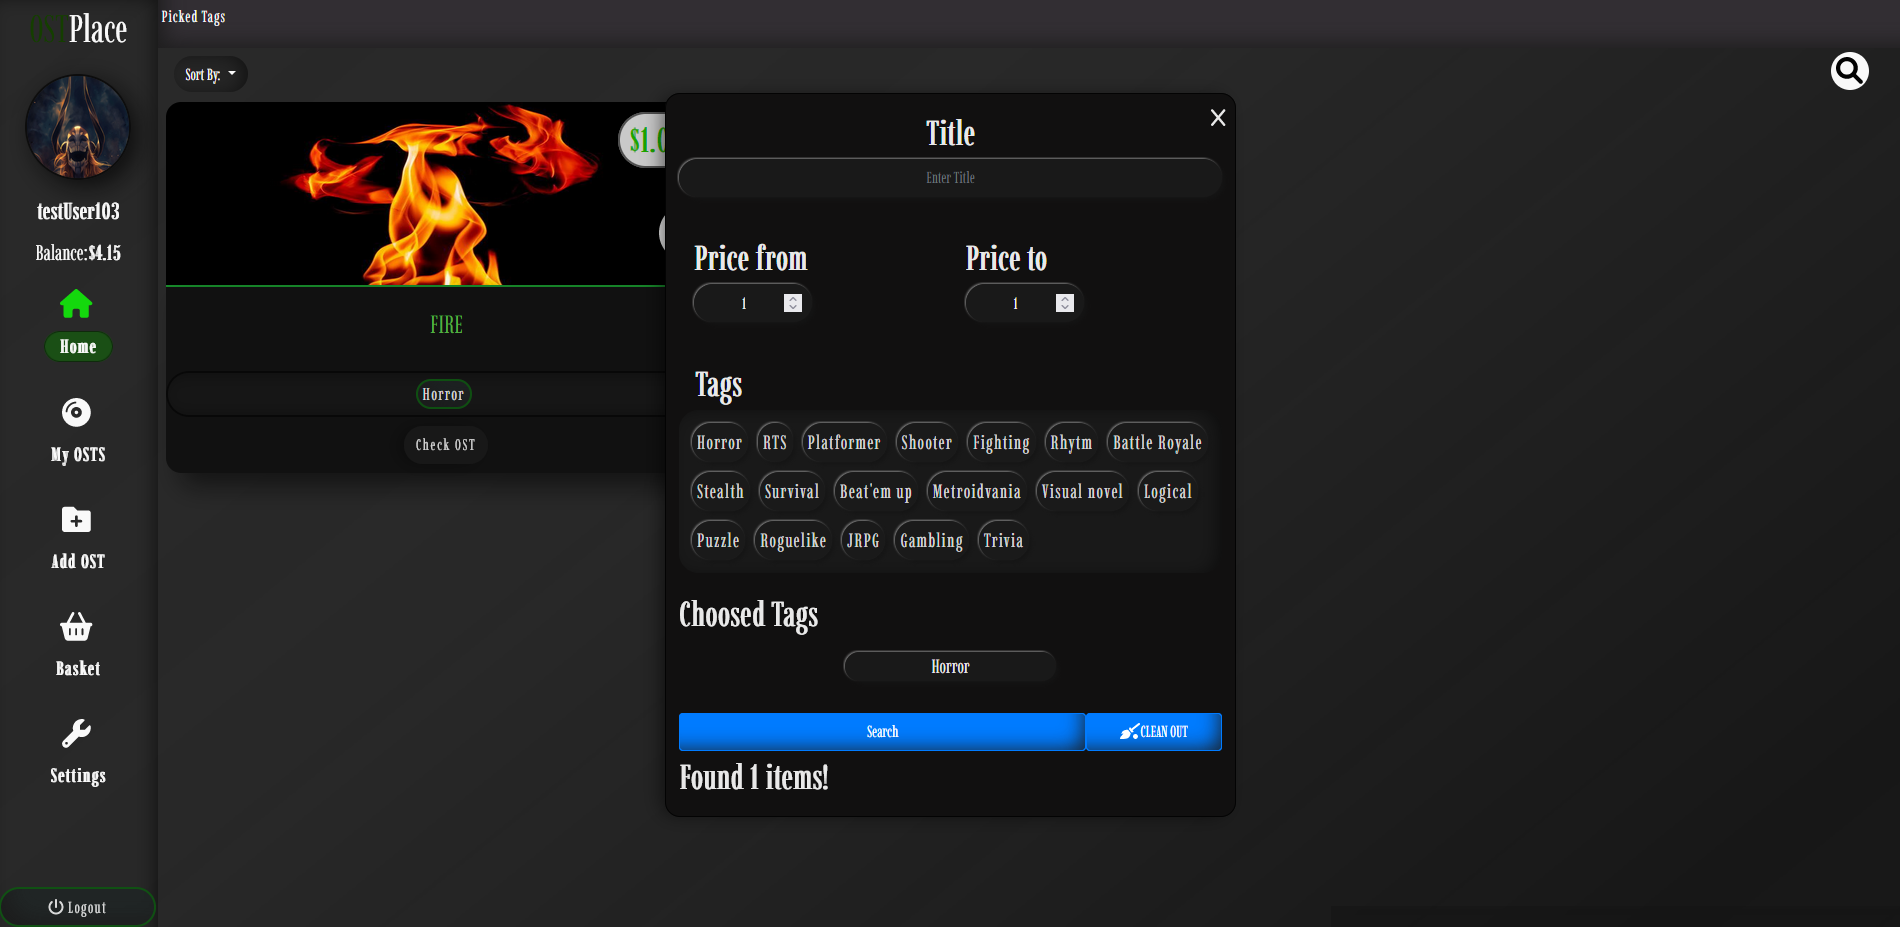 OSTPlace
testUser103
Balance:$4.15
Home
My OSTS
Add OST
Basket
Settings
Logout
Picked Tags
Sort By:
FIRE
Horror
Check OST
X
Title
Enter Title
Price from Price to
1 1
Tags
Horror RTS Platformer Shooter Fighting Rhytm Battle Royale
Stealth Survival Beat'em up Metroidvania Visual novel Logical
Puzzle Roguelike JRPG Gambling Trivia
Choosed Tags
Horror
Search CLEAN OUT
Found 1 items!